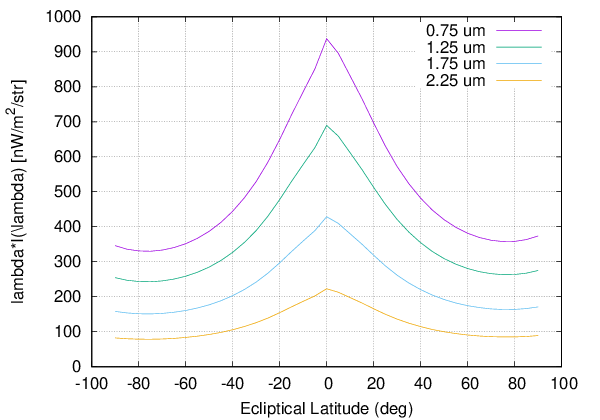 1000
900
800
700
600
500
400
300
200
100
0
-100 -80 -60 -40 -20 0 20 40 60 80 100
lambda*I(\lambda) [nW/m^2/str]
Ecliptical Latitude (deg)
0.75 um
1.25 um
1.75 um
2.25 um